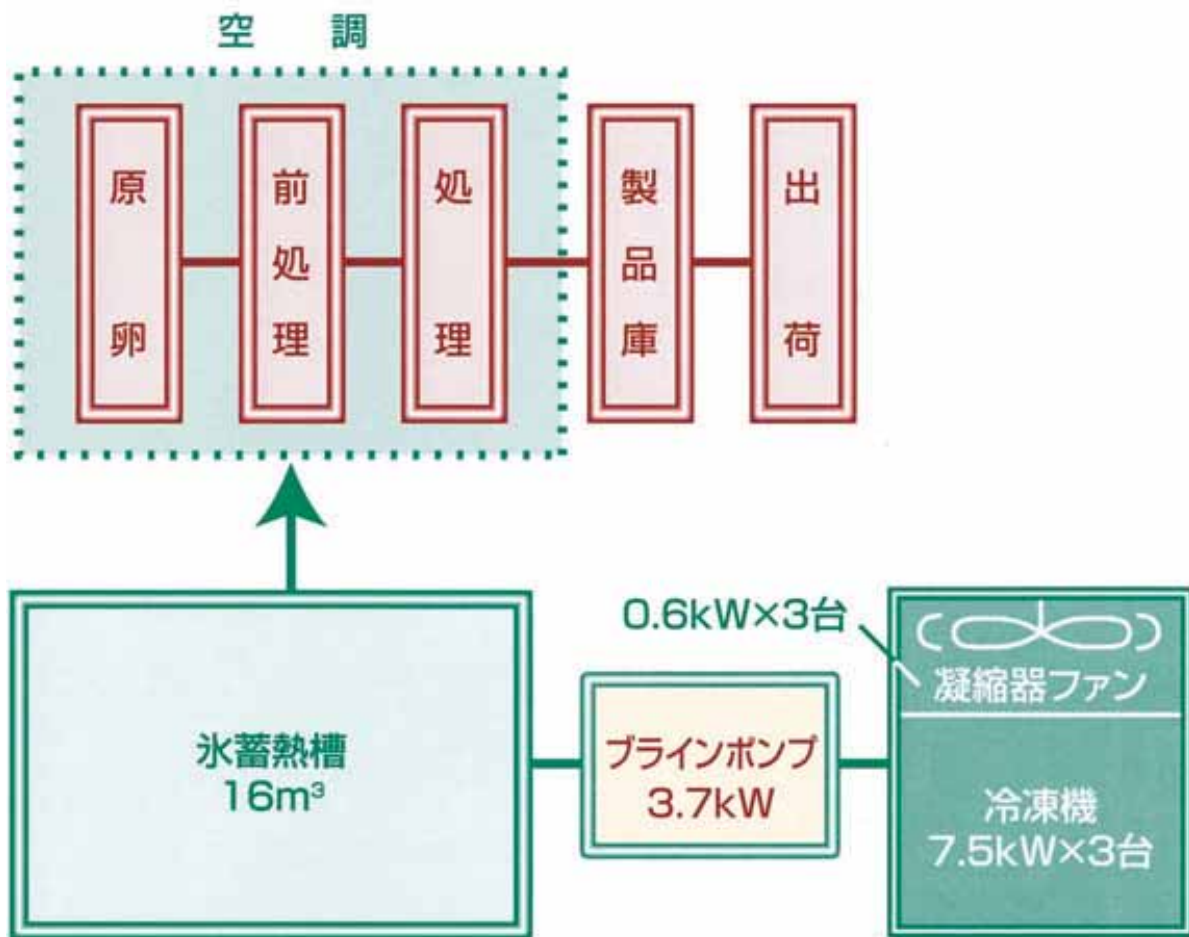 空 調
原卵
前処理
処理
製品庫
出荷
0.6kW×3台
凝縮器ファン
氷蓄熱槽
16m³
ブラインポンプ
3.7kW
冷凍機
7.5kW×3台